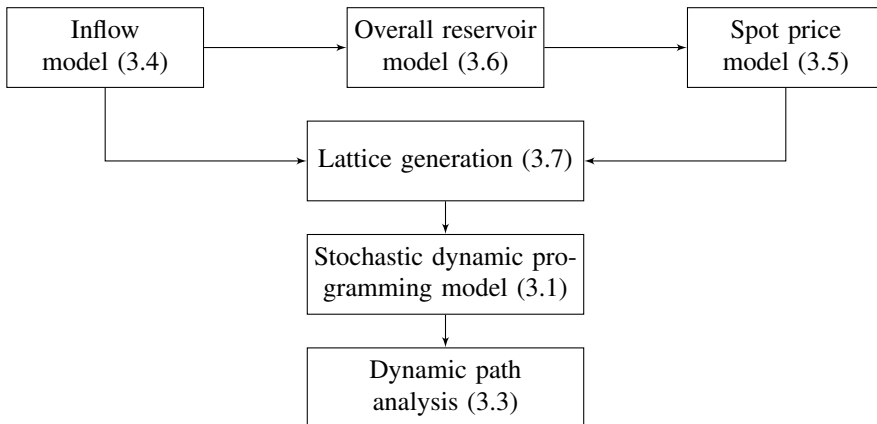 Inflow
model (3.4)
Overall reservoir
model (3.6)
Spot price
model (3.5)
Lattice generation (3.7)
Stochastic dynamic pro-
gramming model (3.1)
Dynamic path
analysis (3.3)